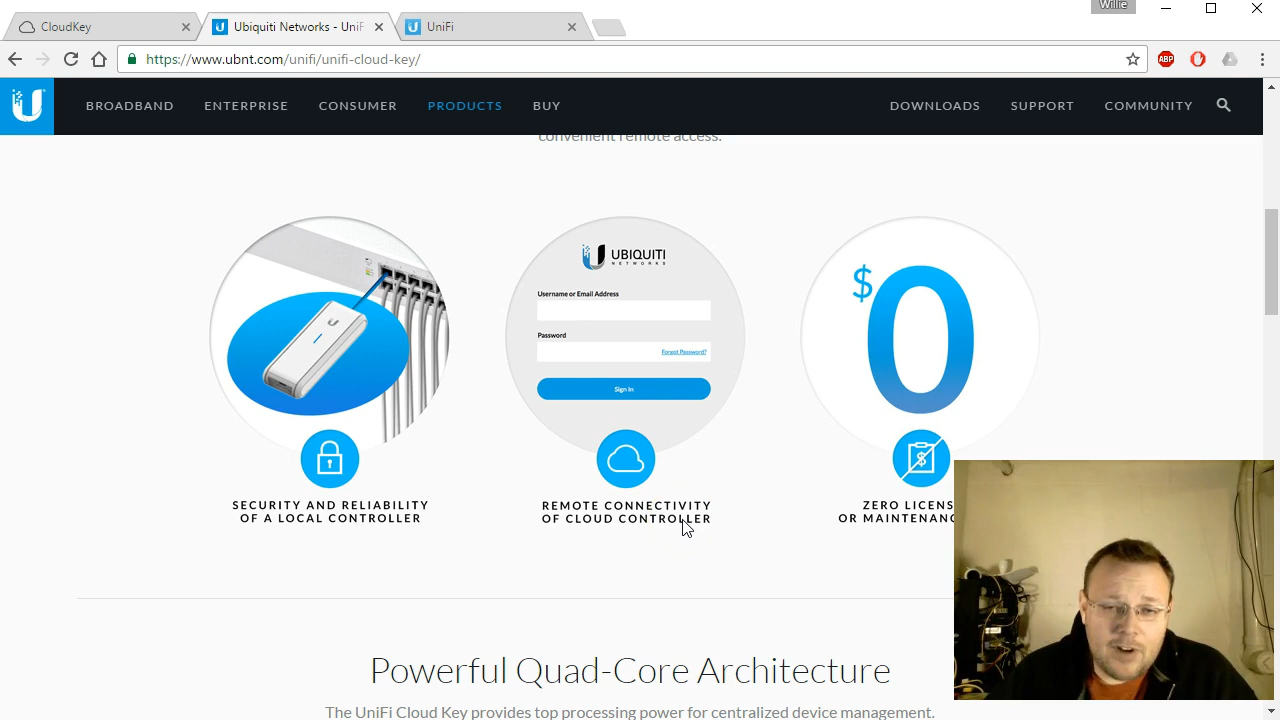 Willie
CloudKey
Ubiquiti Networks - UniF
UniFi
https://www.ubnt.com/unifi/unifi-cloud-key/
ABP
BROADBAND ENTERPRISE CONSUMER PRODUCTS BUY DOWNLOADS SUPPORT COMMUNITY
convenient remote access.
UBIQUITI
NETWORKS
Username or Email Address
Password
Forgot Password?
Sign In
$0
$
SECURITY AND RELIABILITY
OF A LOCAL CONTROLLER
REMOTE CONNECTIVITY
OF CLOUD CONTROLLER
ZERO LICENS
OR MAINTENANC
Powerful Quad-Core Architecture
The UniFi Cloud Key provides top processing power for centralized device management.